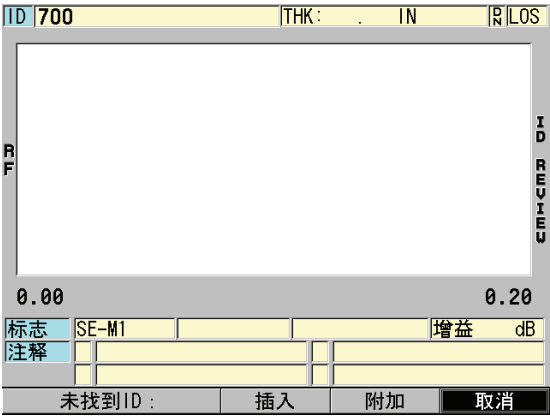 ID 700 THK: . IN DN LOS
RF
ID REVIEW
0.00 0.20
标志 SE-M1 增益 dB
注释
未找到ID: 插入 附加 取消